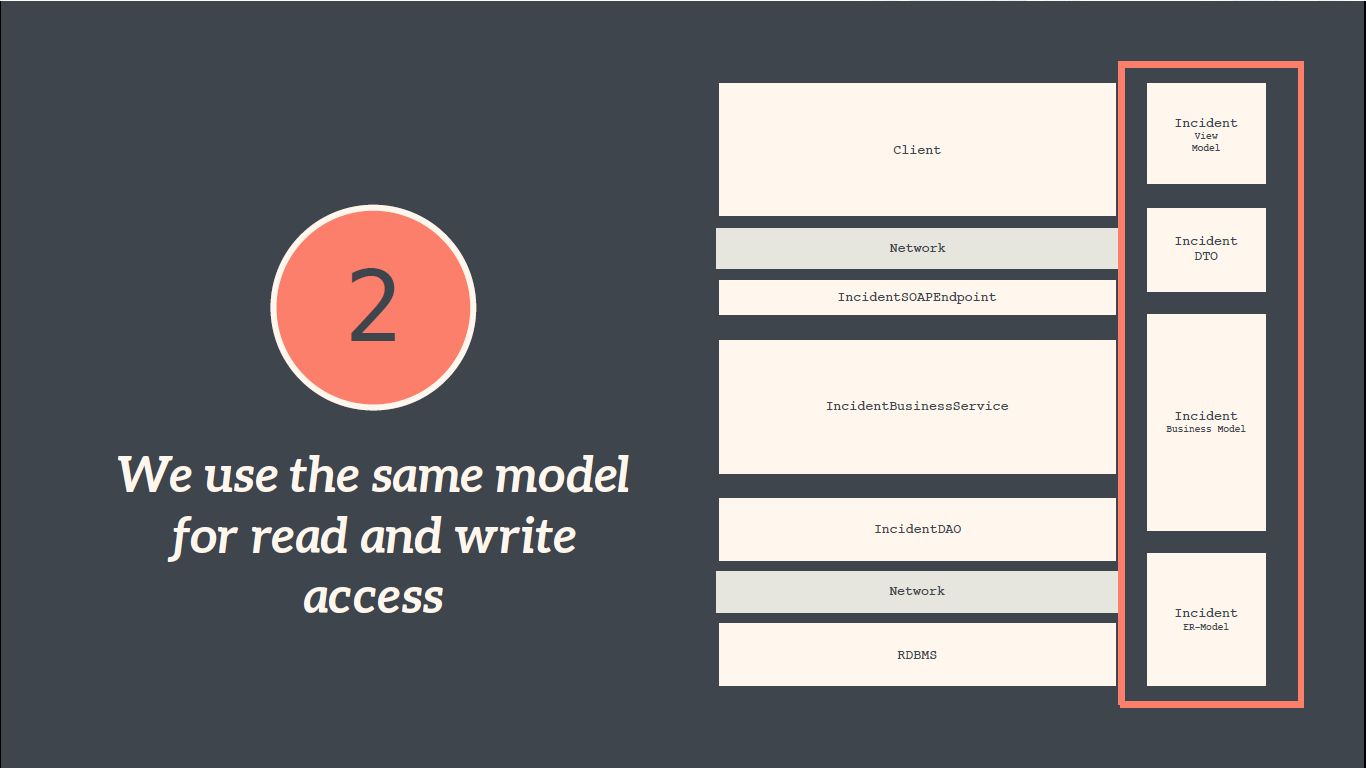 2
We use the same model
for read and write
access
Client
Network
IncidentSOAPEndpoint
IncidentBusinessService
IncidentDAO
Network
RDBMS
Incident
View
Model
Incident
DTO
Incident
Business Model
Incident
ER-Model